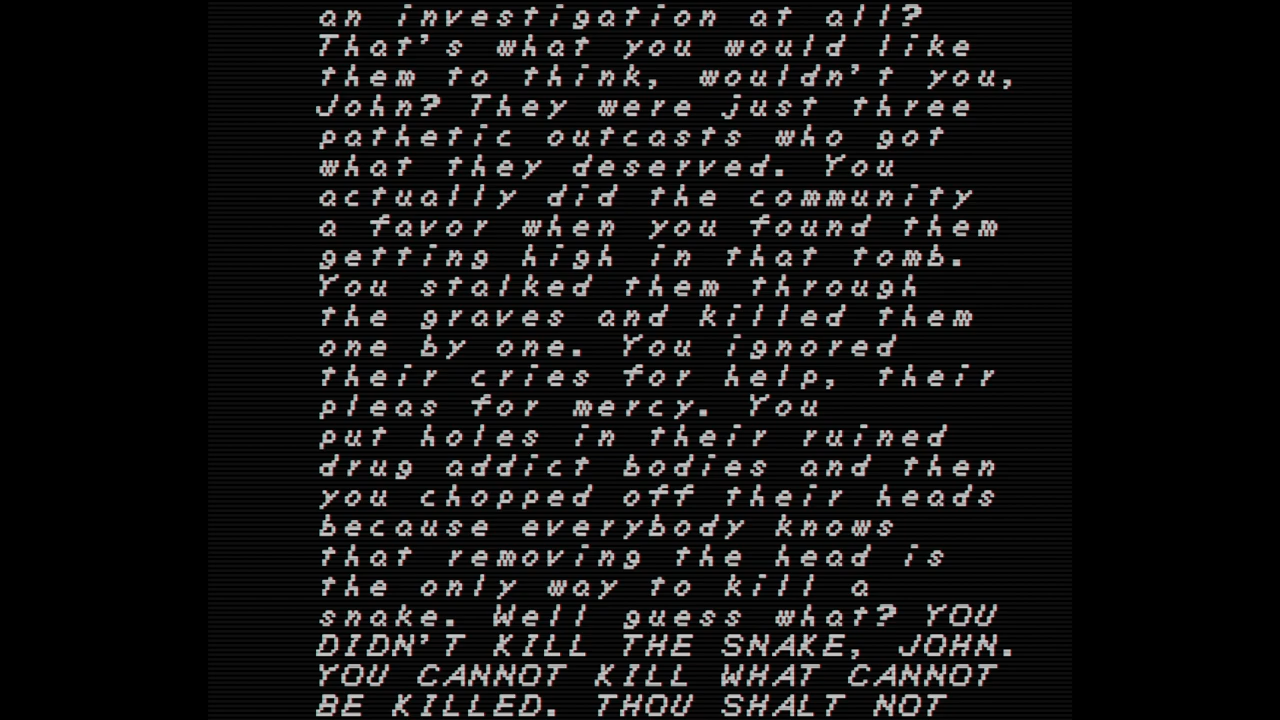 an investigation at all?
That's what you would like
them to think, wouldn't you,
John? They were just three
pathetic outcasts who got
what they deserved. You
actually did the community
a favor when you found them
getting high in that tomb.
You stalked them through
the graves and killed them
one by one. You ignored
their cries for help, their
pleas for mercy. You
put holes in their ruined
drug addict bodies and then
you chopped off their heads
because everybody knows
that removing the head is
the only way to kill a
snake. Well guess what? YOU
DIDN'T KILL THE SNAKE, JOHN.
YOU CANNOT KILL WHAT CANNOT
BE KILLED. THOU SHALT NOT